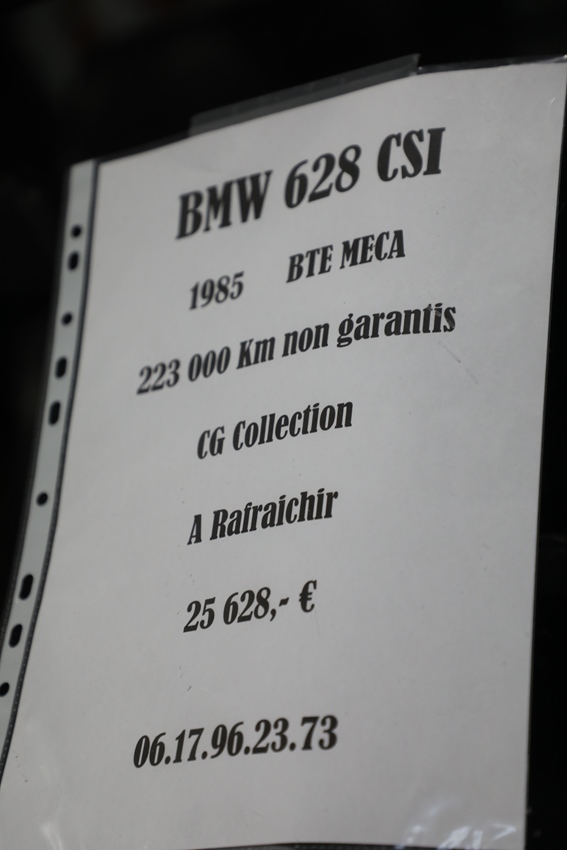 BMW 628 CSI
1985 BTE MECA
223 000 Km non garantis
CG Collection
A Rafraichir
25 628,- €
06.17.96.23.73